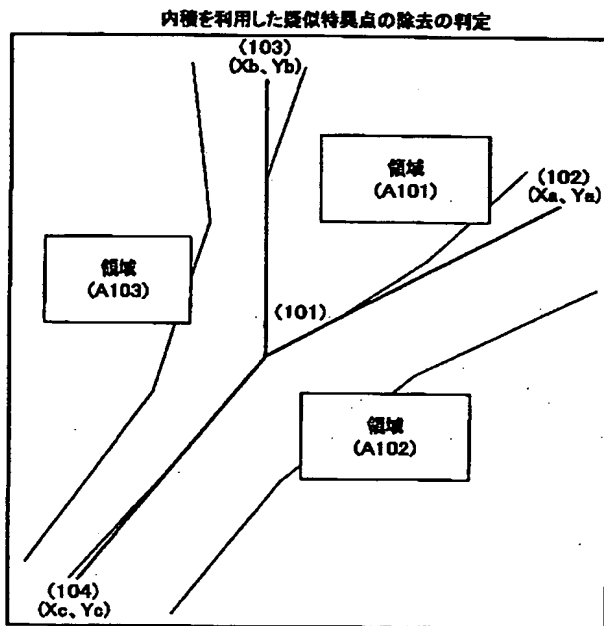 内積を利用した疑似特異点の除去の判定
(103)
(Xb、Yb)
領域
(A101)
(102)
(Xa、Ya)
領域
(A103)
(101)
領域
(A102)
(104)
(Xc、Yc)